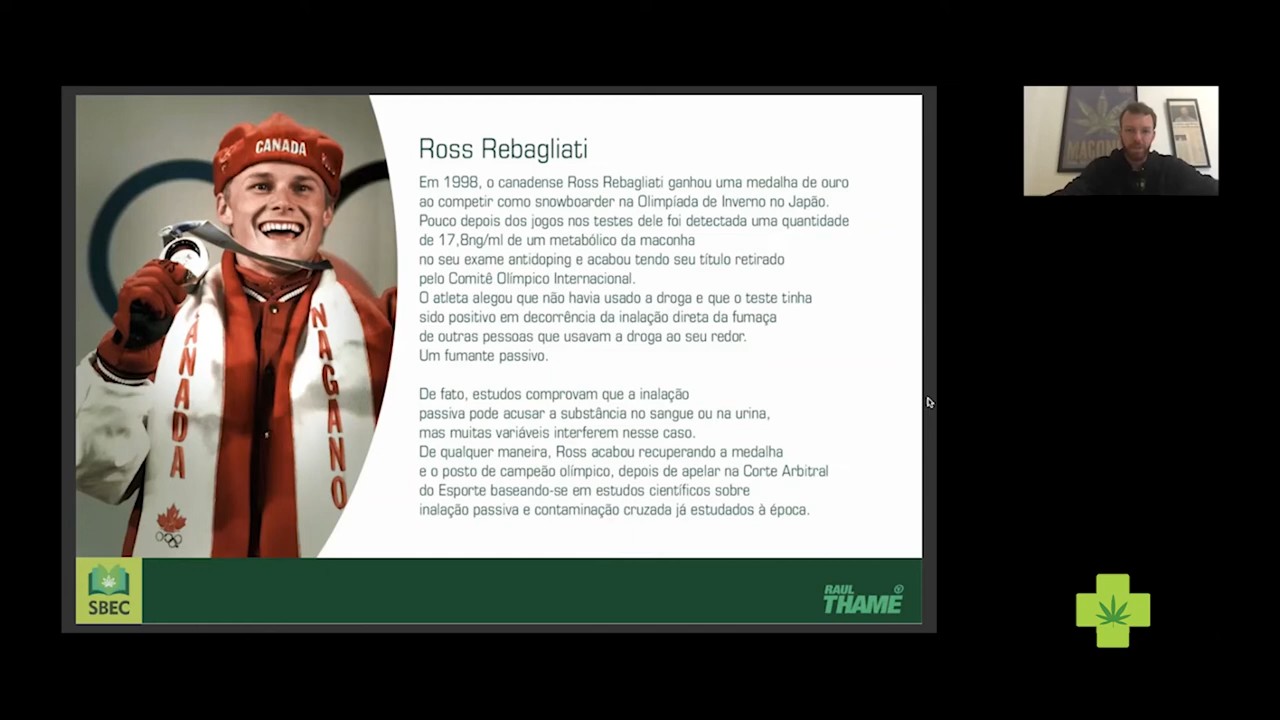 CANADA
ANADA
NAGANO
Ross Rebagliati
Em 1998, o canadense Ross Rebagliati ganhou uma medalha de ouro
ao competir como snowboarder na Olimpíada de Inverno no Japão.
Pouco depois dos jogos nos testes dele foi detectada uma quantidade
de 17,8ng/ml de um metabólico da maconha
no seu exame antidoping e acabou tendo seu título retirado
pelo Comitê Olímpico Internacional.
O atleta alegou que não havia usado a droga e que o teste tinha
sido positivo em decorrência da inalação direta da fumaça
de outras pessoas que usavam a droga ao seu redor.
Um fumante passivo.
De fato, estudos comprovam que a inalação
passiva pode acusar a substância no sangue ou na urina,
mas muitas variáveis interferem nesse caso.
De qualquer maneira, Ross acabou recuperando a medalha
e o posto de campeão olímpico, depois de apelar na Corte Arbitral
do Esporte baseando-se em estudos científicos sobre
inalação passiva e contaminação cruzada já estudados à época.
SBEC
RAUL
THAME